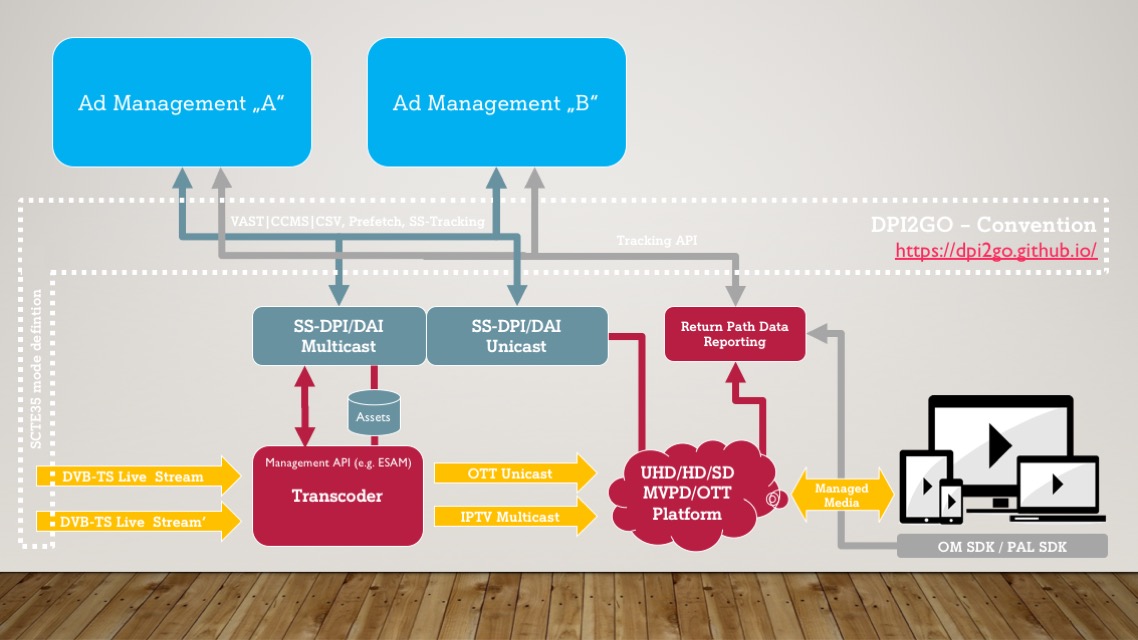 Ad Management „A“
Ad Management „B“
VAST|CCMS|CSV, Prefetch, SS-Tracking
Tracking API
DPI2GO – Convention
https://dpi2go.github.io/
SCTE35 mode defintion
SS-DPI/DAI
Multicast
SS-DPI/DAI
Unicast
Return Path Data
Reporting
Assets
Management API (e.g. ESAM)
Transcoder
DVB-TS Live Stream
DVB-TS Live Stream’
OTT Unicast
IPTV Multicast
UHD/HD/SD
MVPD/OTT
Platform
@
Managed
Media
OM SDK / PAL SDK